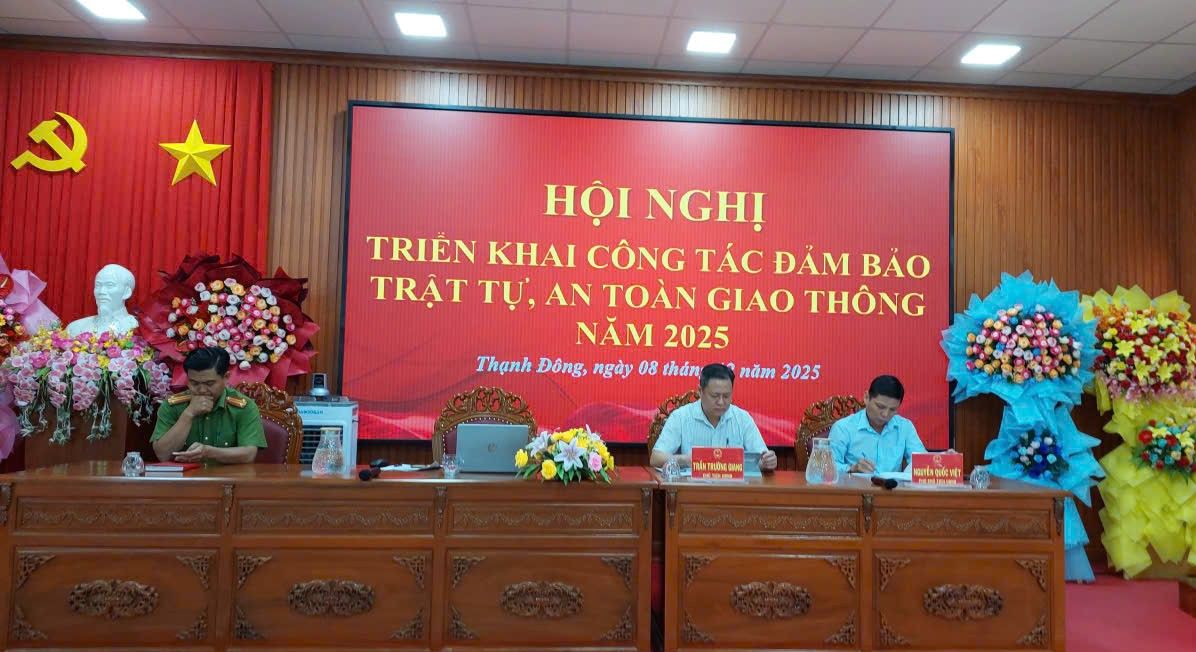 HỘI NGHỊ
TRIỂN KHAI CÔNG TÁC ĐẢM BẢO
TRẬT TỰ, AN TOÀN GIAO THÔNG
NĂM 2025
Thạnh Đông, ngày 08 thán năm 2025
TRẦN TRƯỜNG GIANG
NGUYỄN QUỐC VIỆT